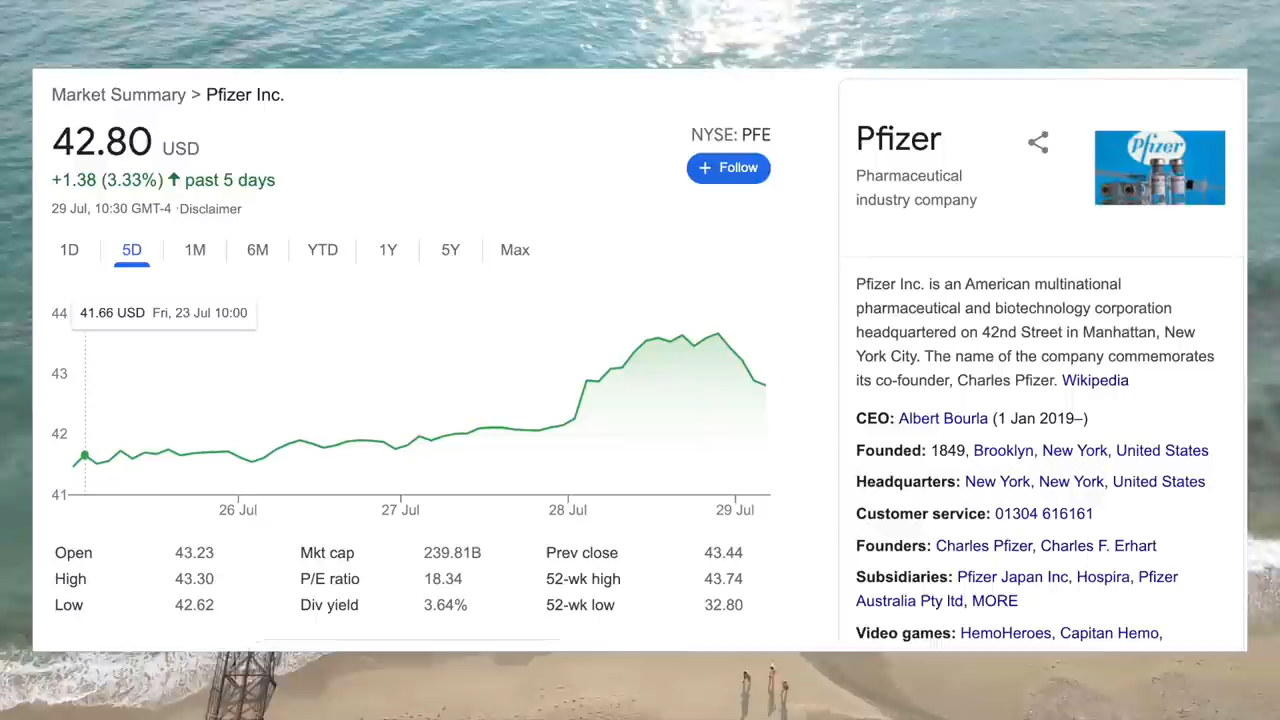 Market Summary > Pfizer Inc.
42.80 USD
+1.38 (3.33%) ↑ past 5 days
29 Jul, 10:30 GMT-4 ·Disclaimer
NYSE: PFE
+ Follow
1D 5D 1M 6M YTD 1Y 5Y Max
41.66 USD Fri, 23 Jul 10:00
44
43
42
41
26 Jul 27 Jul 28 Jul 29 Jul
Open 43.23 Mkt cap 239.81B Prev close 43.44
High 43.30 P/E ratio 18.34 52-wk high 43.74
Low 42.62 Div yield 3.64% 52-wk low 32.80
Pfizer
Pharmaceutical
industry company
Pfizer
Pfizer Inc. is an American multinational
pharmaceutical and biotechnology corporation
headquartered on 42nd Street in Manhattan, New
York City. The name of the company commemorates
its co-founder, Charles Pfizer. Wikipedia
CEO: Albert Bourla (1 Jan 2019–)
Founded: 1849, Brooklyn, New York, United States
Headquarters: New York, New York, United States
Customer service: 01304 616161
Founders: Charles Pfizer, Charles F. Erhart
Subsidiaries: Pfizer Japan Inc, Hospira, Pfizer
Australia Pty ltd, MORE
Video games: HemoHeroes, Capitan Hemo,